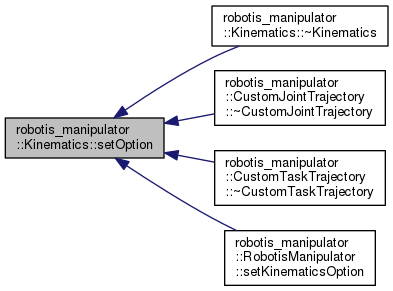 robotis_manipulator
::Kinematics::~Kinematics
robotis_manipulator
::CustomJointTrajectory
::~CustomJointTrajectory
robotis_manipulator
::Kinematics::setOption
robotis_manipulator
::CustomTaskTrajectory
::~CustomTaskTrajectory
robotis_manipulator
::RobotisManipulator
::setKinematicsOption